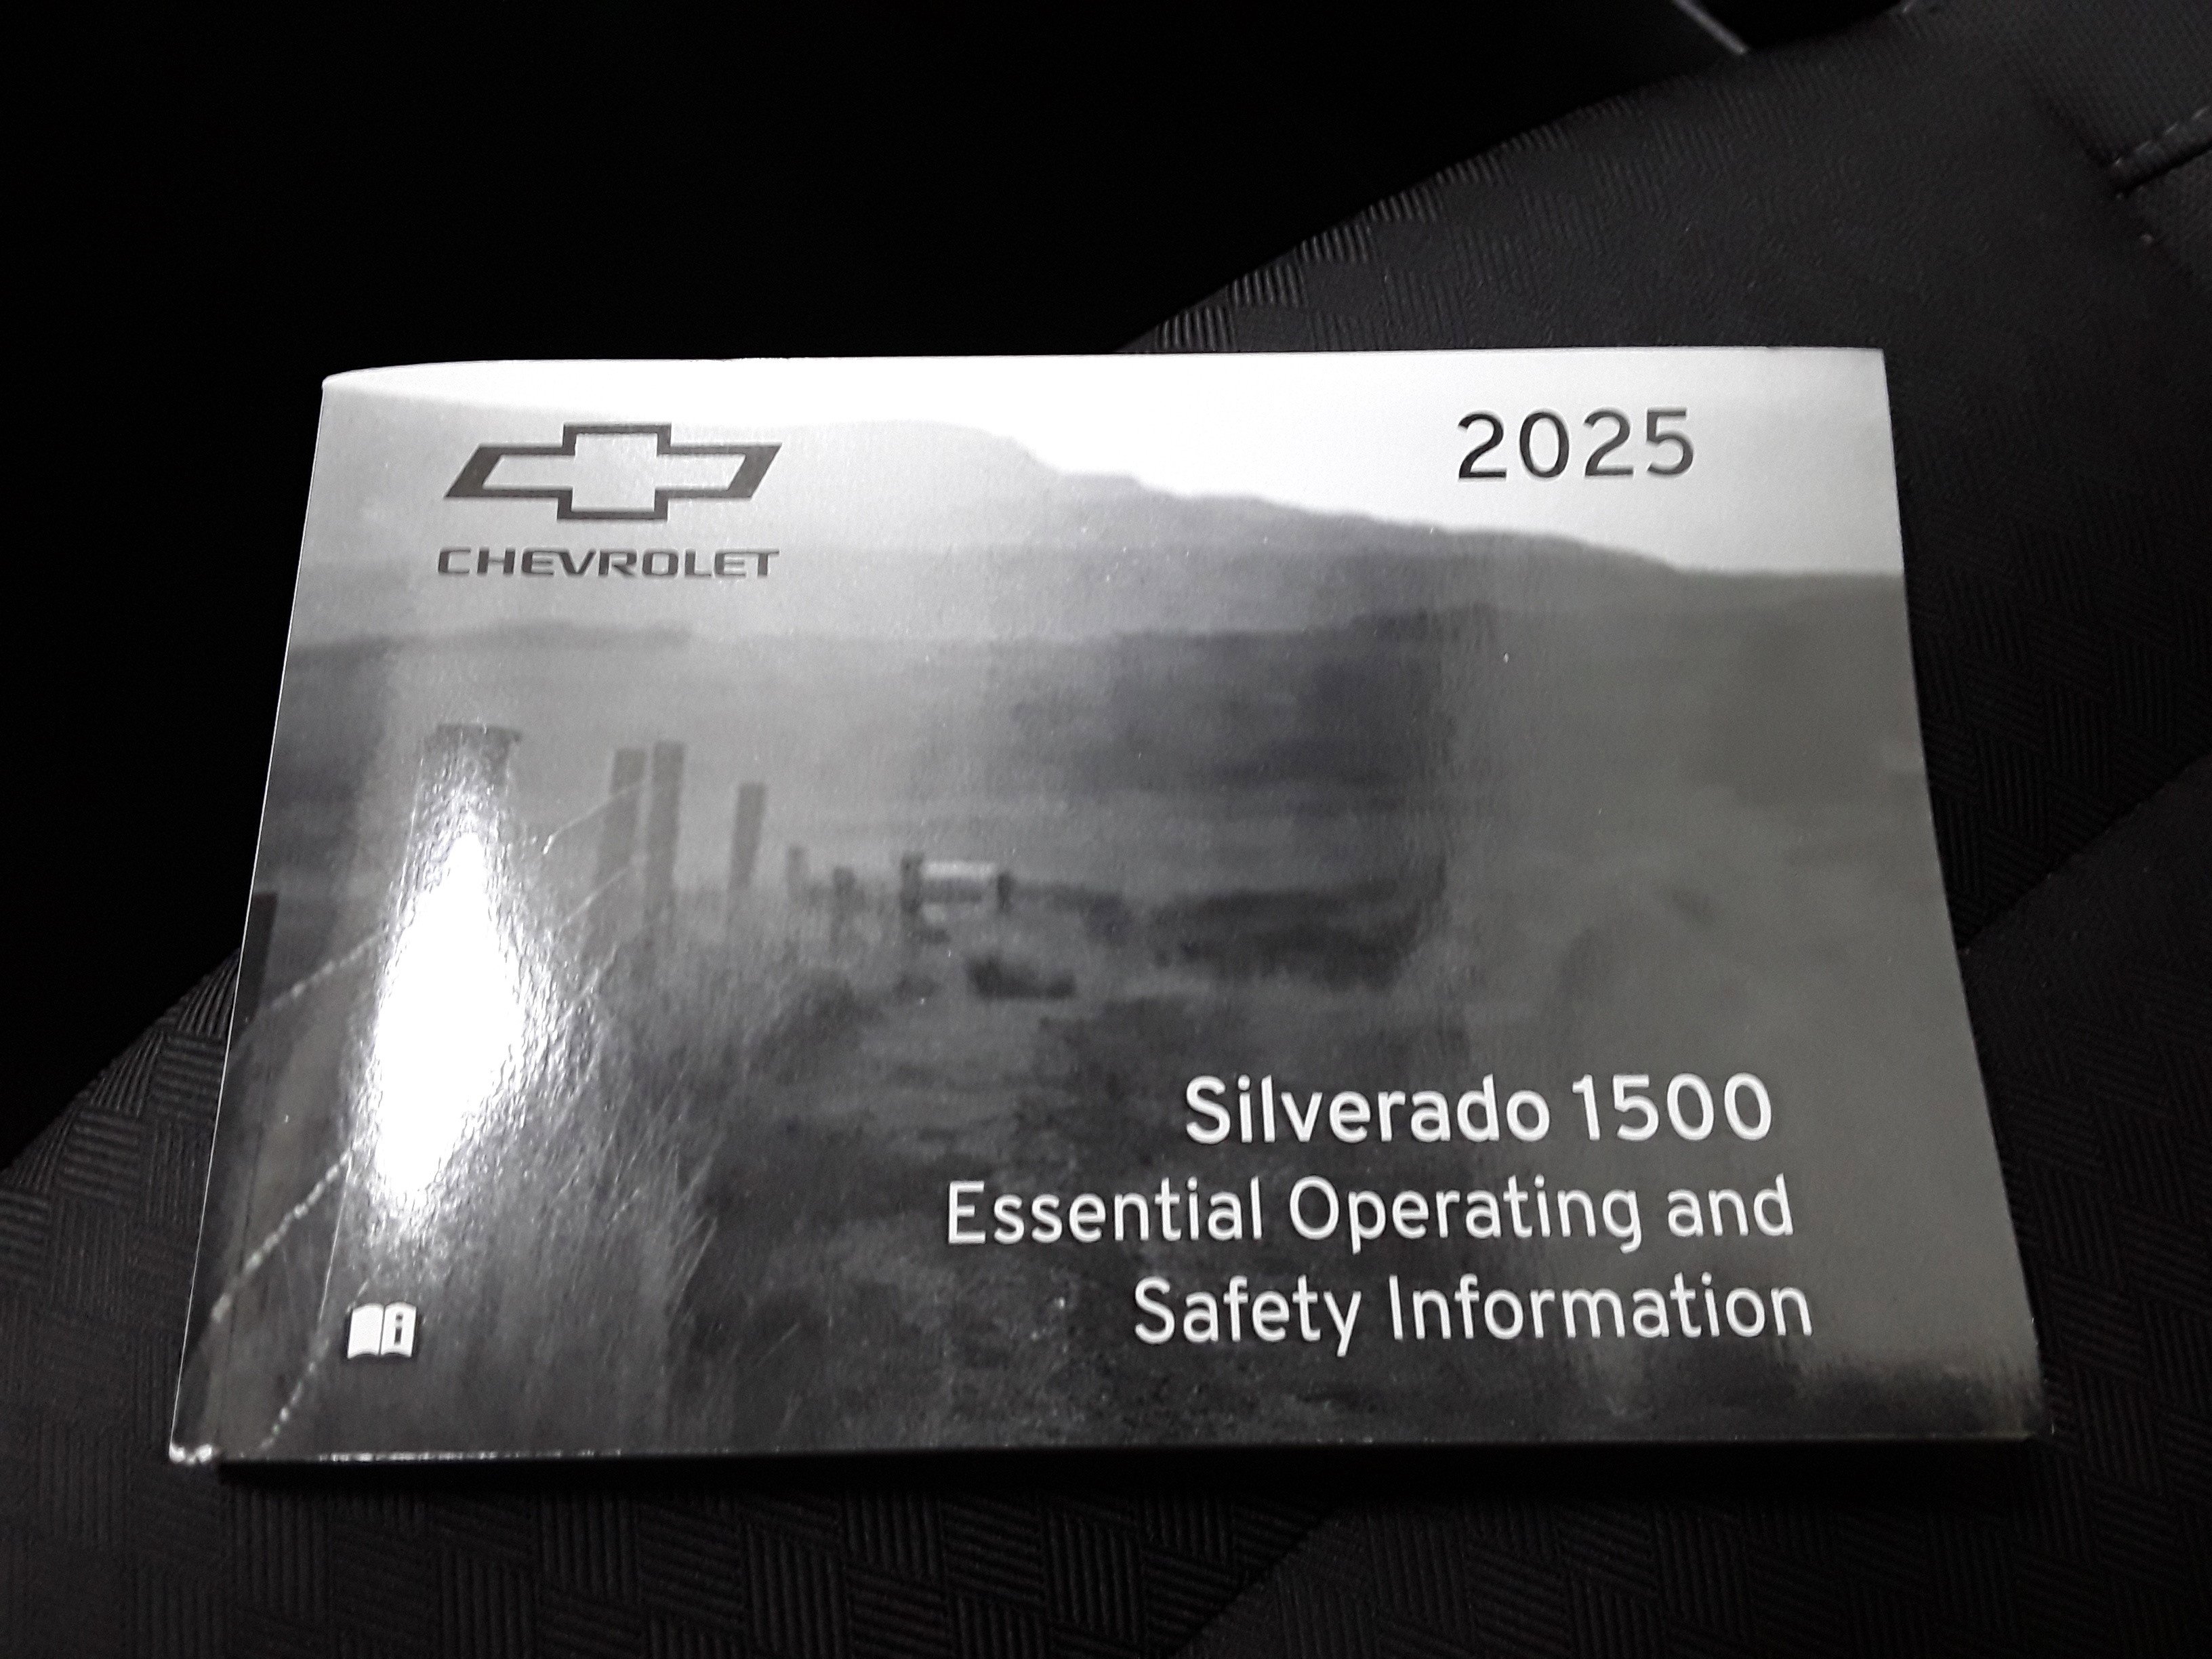 2025
CHEVROLET
Silverado 1500
Essential Operating and
Safety Information